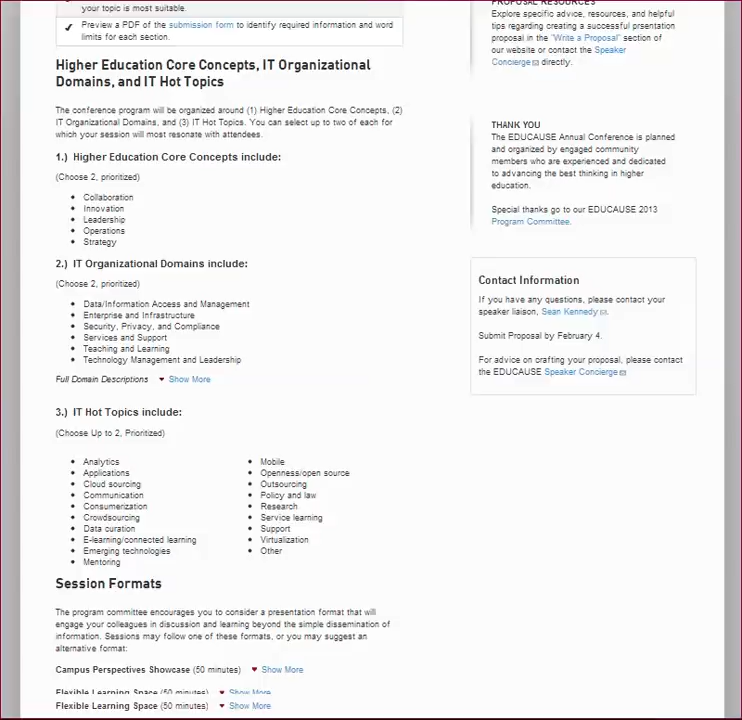 your topic is most suitable.
✔ Preview a PDF of the submission form to identify required information and word
limits for each section.
Higher Education Core Concepts, IT Organizational
Domains, and IT Hot Topics
The conference program will be organized around (1) Higher Education Core Concepts, (2)
IT Organizational Domains, and (3) IT Hot Topics. You can select up to two of each for
which your session will most resonate with attendees.
1.) Higher Education Core Concepts include:
(Choose 2, prioritized)
• Collaboration
• Innovation
• Leadership
• Operations
• Strategy
2.) IT Organizational Domains include:
(Choose 2, prioritized)
• Data/Information Access and Management
• Enterprise and Infrastructure
• Security, Privacy, and Compliance
• Services and Support
• Teaching and Learning
• Technology Management and Leadership
Full Domain Descriptions ▼ Show More
3.) IT Hot Topics include:
(Choose Up to 2, Prioritized)
• Analytics
• Applications
• Cloud sourcing
• Communication
• Consumerization
• Crowdsourcing
• Data curation
• E-learning/connected learning
• Emerging technologies
• Mentoring
• Mobile
• Openness/open source
• Outsourcing
• Policy and law
• Research
• Service learning
• Support
• Virtualization
• Other
Session Formats
The program committee encourages you to consider a presentation format that will
engage your colleagues in discussion and learning beyond the simple dissemination of
information. Sessions may follow one of these formats, or you may suggest an
alternative format:
Campus Perspectives Showcase (50 minutes) ▼ Show More
Flexible Learning Space (50 minutes) ▼ Show More
Flexible Learning Space (50 minutes) ▼ Show More
PROPOSAL RESOURCES
Explore specific advice, resources, and helpful
tips regarding creating a successful prsentation
proposal in the "Write a Proposal" section of
our website or contact the Speaker
Concierge directly.
THANK YOU
The EDUCAUSE Annual Conference is planned
and organized by engaged community
members who are experienced and dedicated
to advancing the best thinking in higher
education.
Special thanks go to our EDUCAUSE 2013
Program Committee.
Contact Information
If you have any questions, please contact your
speaker liaison, Sean Kennedy.
Submit Proposal by February 4.
For advice on crafting your proposal, please contact
the EDUCAUSE Speaker Concierge